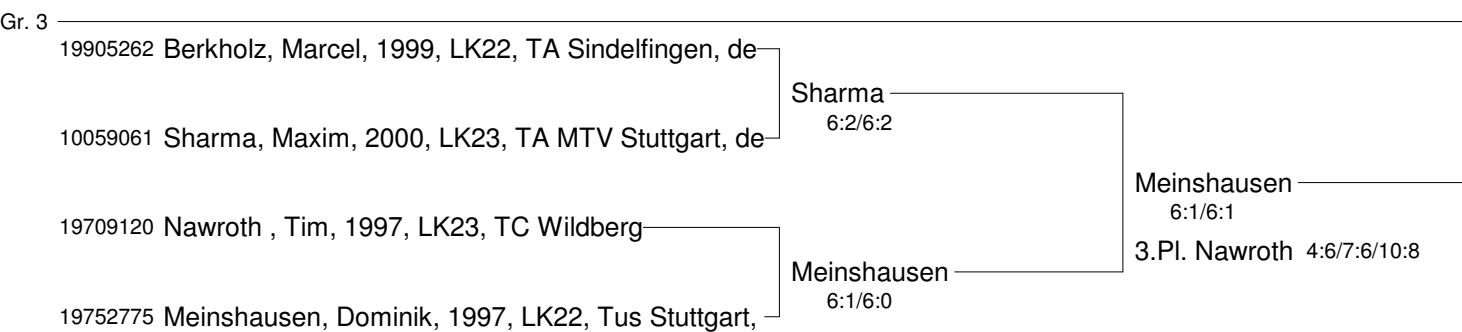 Gr. 3
19905262 Berkholz, Marcel, 1999, LK22, TA Sindelfingen, de
Sharma
6:2/6:2
10059061 Sharma, Maxim, 2000, LK23, TA MTV Stuttgart, de
Meinshausen
6:1/6:1
19709120 Nawroth , Tim, 1997, LK23, TC Wildberg
3.Pl. Nawroth 4:6/7:6/10:8
Meinshausen
6:1/6:0
19752775 Meinshausen, Dominik, 1997, LK22, Tus Stuttgart,